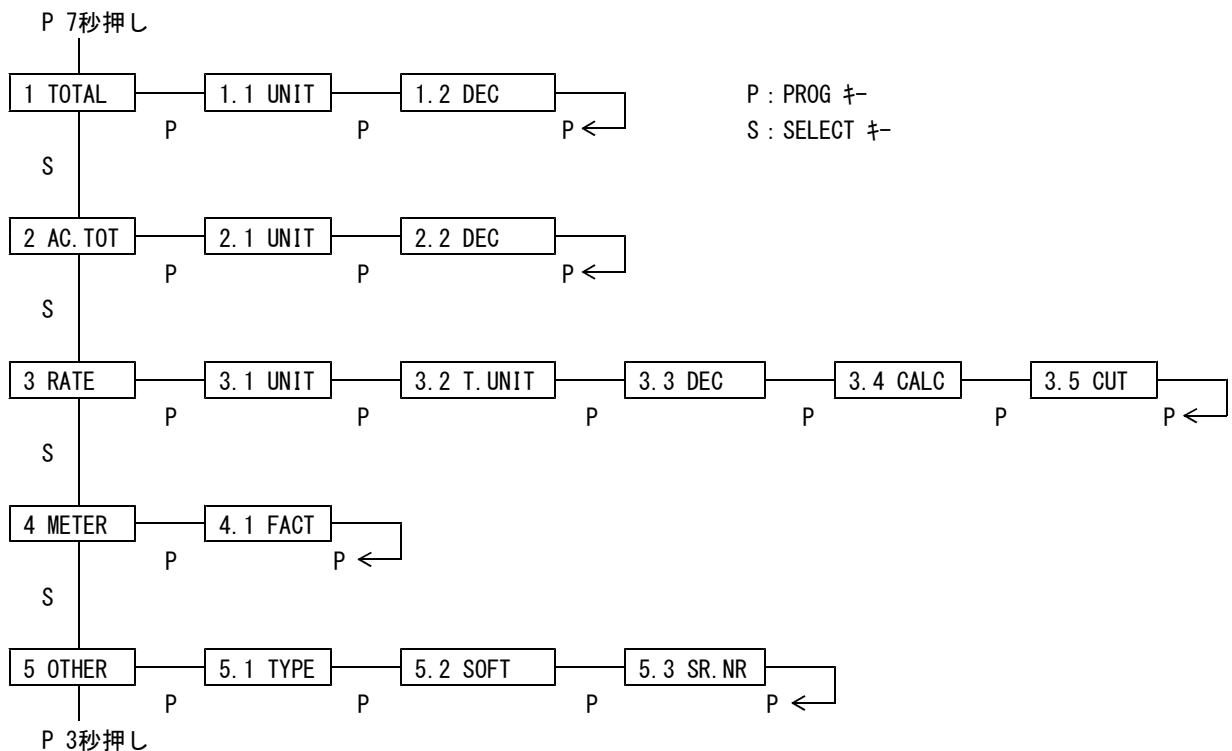 P 7秒押し
1 TOTAL 1.1 UNIT 1.2 DEC P : PROG ｷｰ
P P P S : SELECT ｷｰ
S
2 AC.TOT 2.1 UNIT 2.2 DEC
P P P
S
3 RATE 3.1 UNIT 3.2 T.UNIT 3.3 DEC 3.4 CALC 3.5 CUT
P P P P P P
S
4 METER 4.1 FACT
P P
S
5 OTHER 5.1 TYPE 5.2 SOFT 5.3 SR.NR
P P P P
P 3秒押し